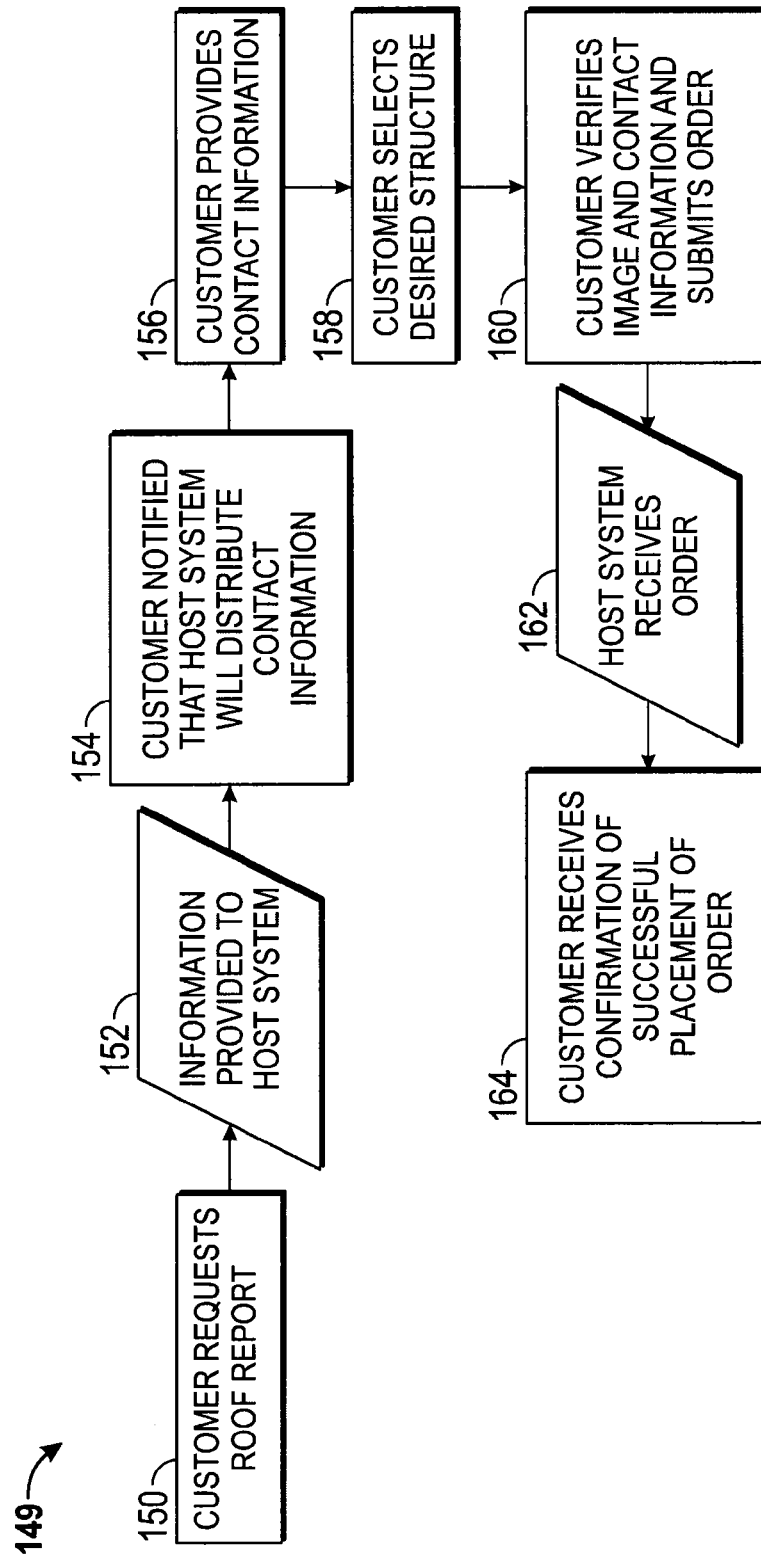 149
150
CUSTOMER REQUESTS
ROOF REPORT
152
INFORMATION
PROVIDED TO
HOST SYSTEM
154
CUSTOMER NOTIFIED
THAT HOST SYSTEM
WILL DISTRIBUTE
CONTACT
INFORMATION
156
CUSTOMER PROVIDES
CONTACT INFORMATION
158
CUSTOMER SELECTS
DESIRED STRUCTURE
160
CUSTOMER VERIFIES
IMAGE AND CONTACT
INFORMATION AND
SUBMITS ORDER
162
HOST SYSTEM
RECEIVES
ORDER
164
CUSTOMER RECEIVES
CONFIRMATION OF
SUCCESSFUL
PLACEMENT OF
ORDER